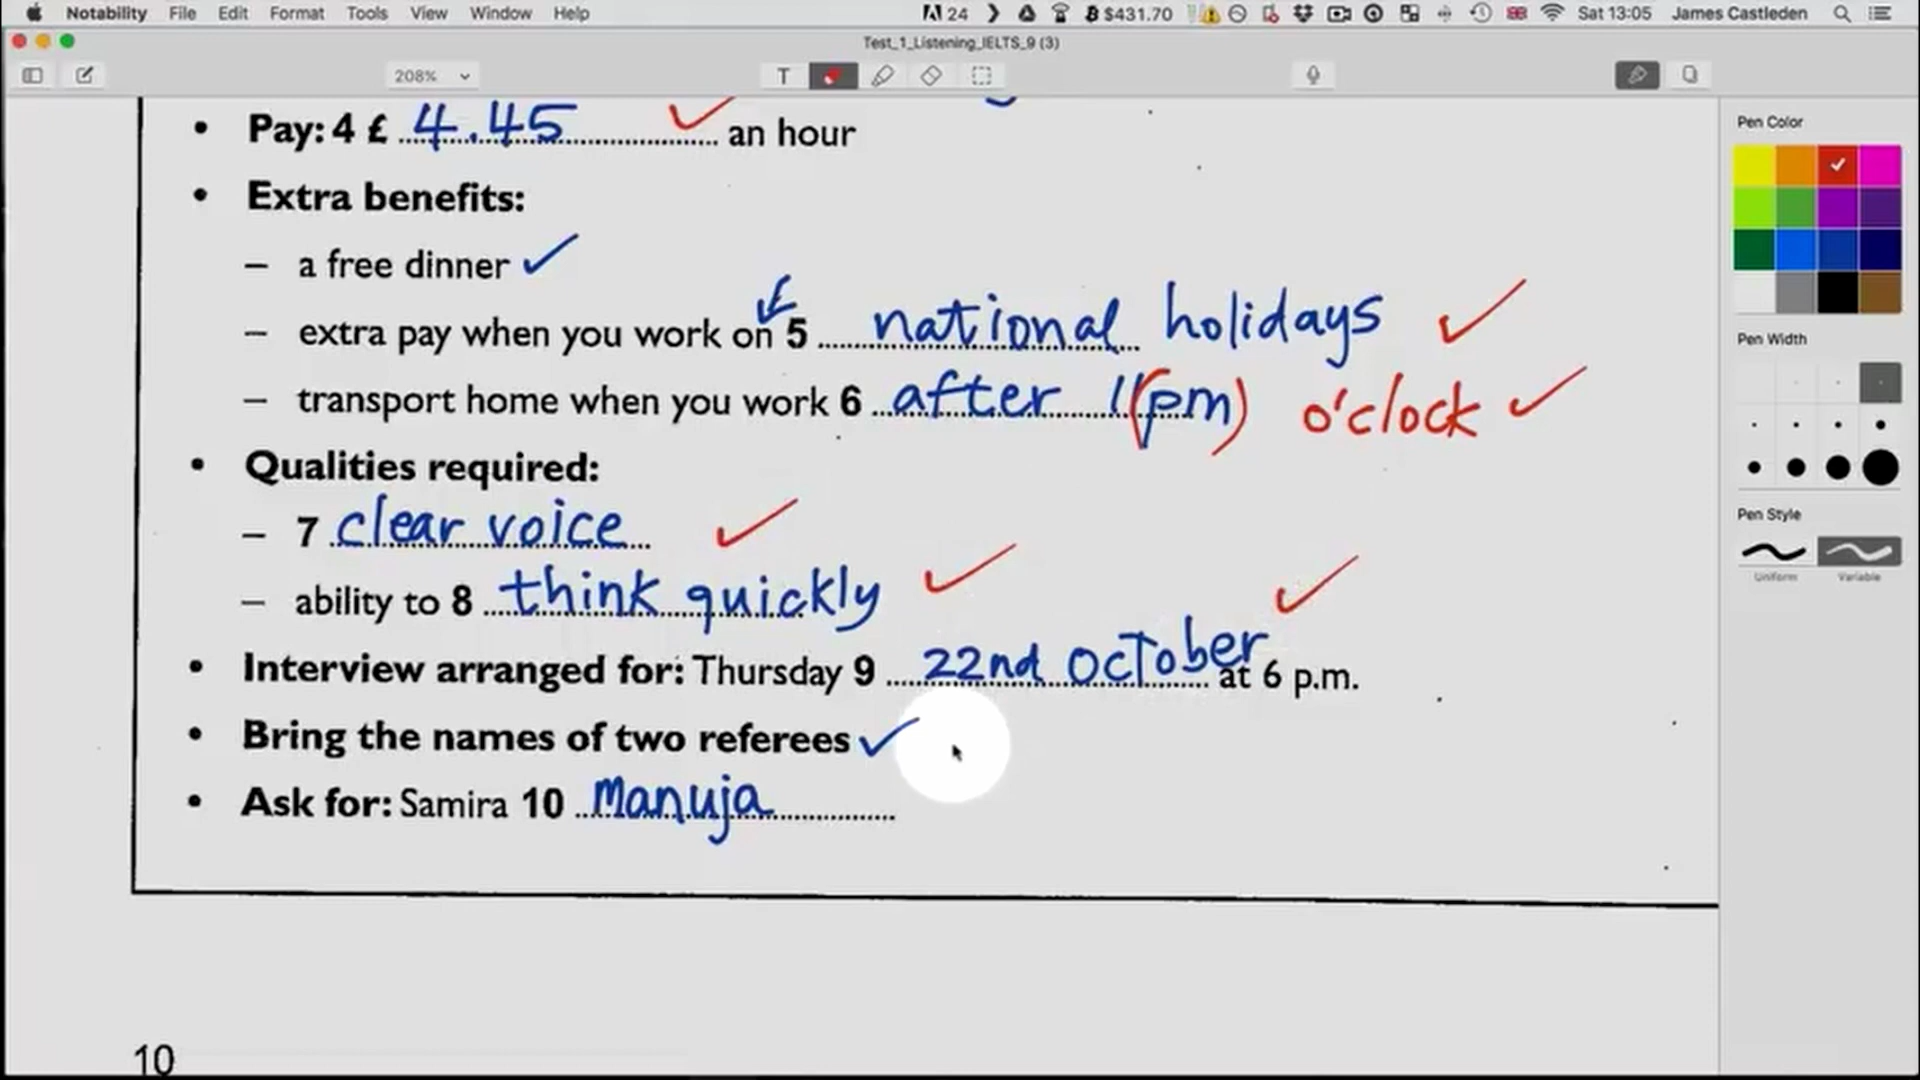 Notability File Edit Format Tools View Window Help 24 $431.70 Sat 13:05 James Castleden
Test_1_Listening_IELTS_9 (3)
208% T
Pen Color
Pen Width
Pen Style
Uniform Variable
• Pay: 4 £ 4.45 an hour
• Extra benefits:
– a free dinner
– extra pay when you work on 5 national holidays
– transport home when you work 6 after 11(pm) o'clock
• Qualities required:
– 7 clear voice
– ability to 8 think quickly
• Interview arranged for: Thursday 9 22nd October at 6 p.m.
• Bring the names of two referees
• Ask for: Samira 10 Manuja
10